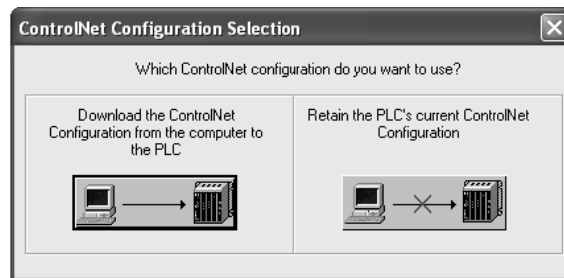 ControlNet Configuration Selection
Which ControlNet configuration do you want to use?
Download the ControlNet
Configuration from the computer to
the PLC
Retain the PLC's current ControlNet
Configuration